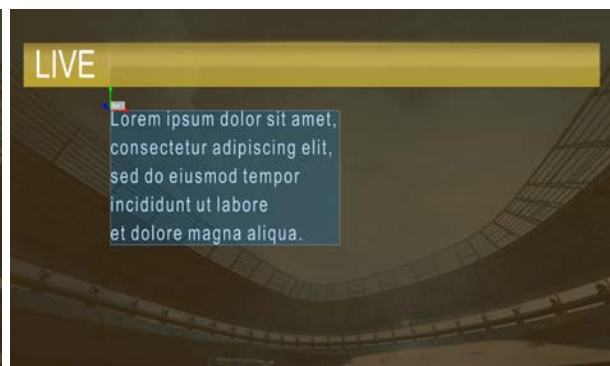 LIVE
Lorem ipsum dolor sit amet,
consectetur adipiscing elit,
sed do eiusmod tempor
incididunt ut labore
et dolore magna aliqua.